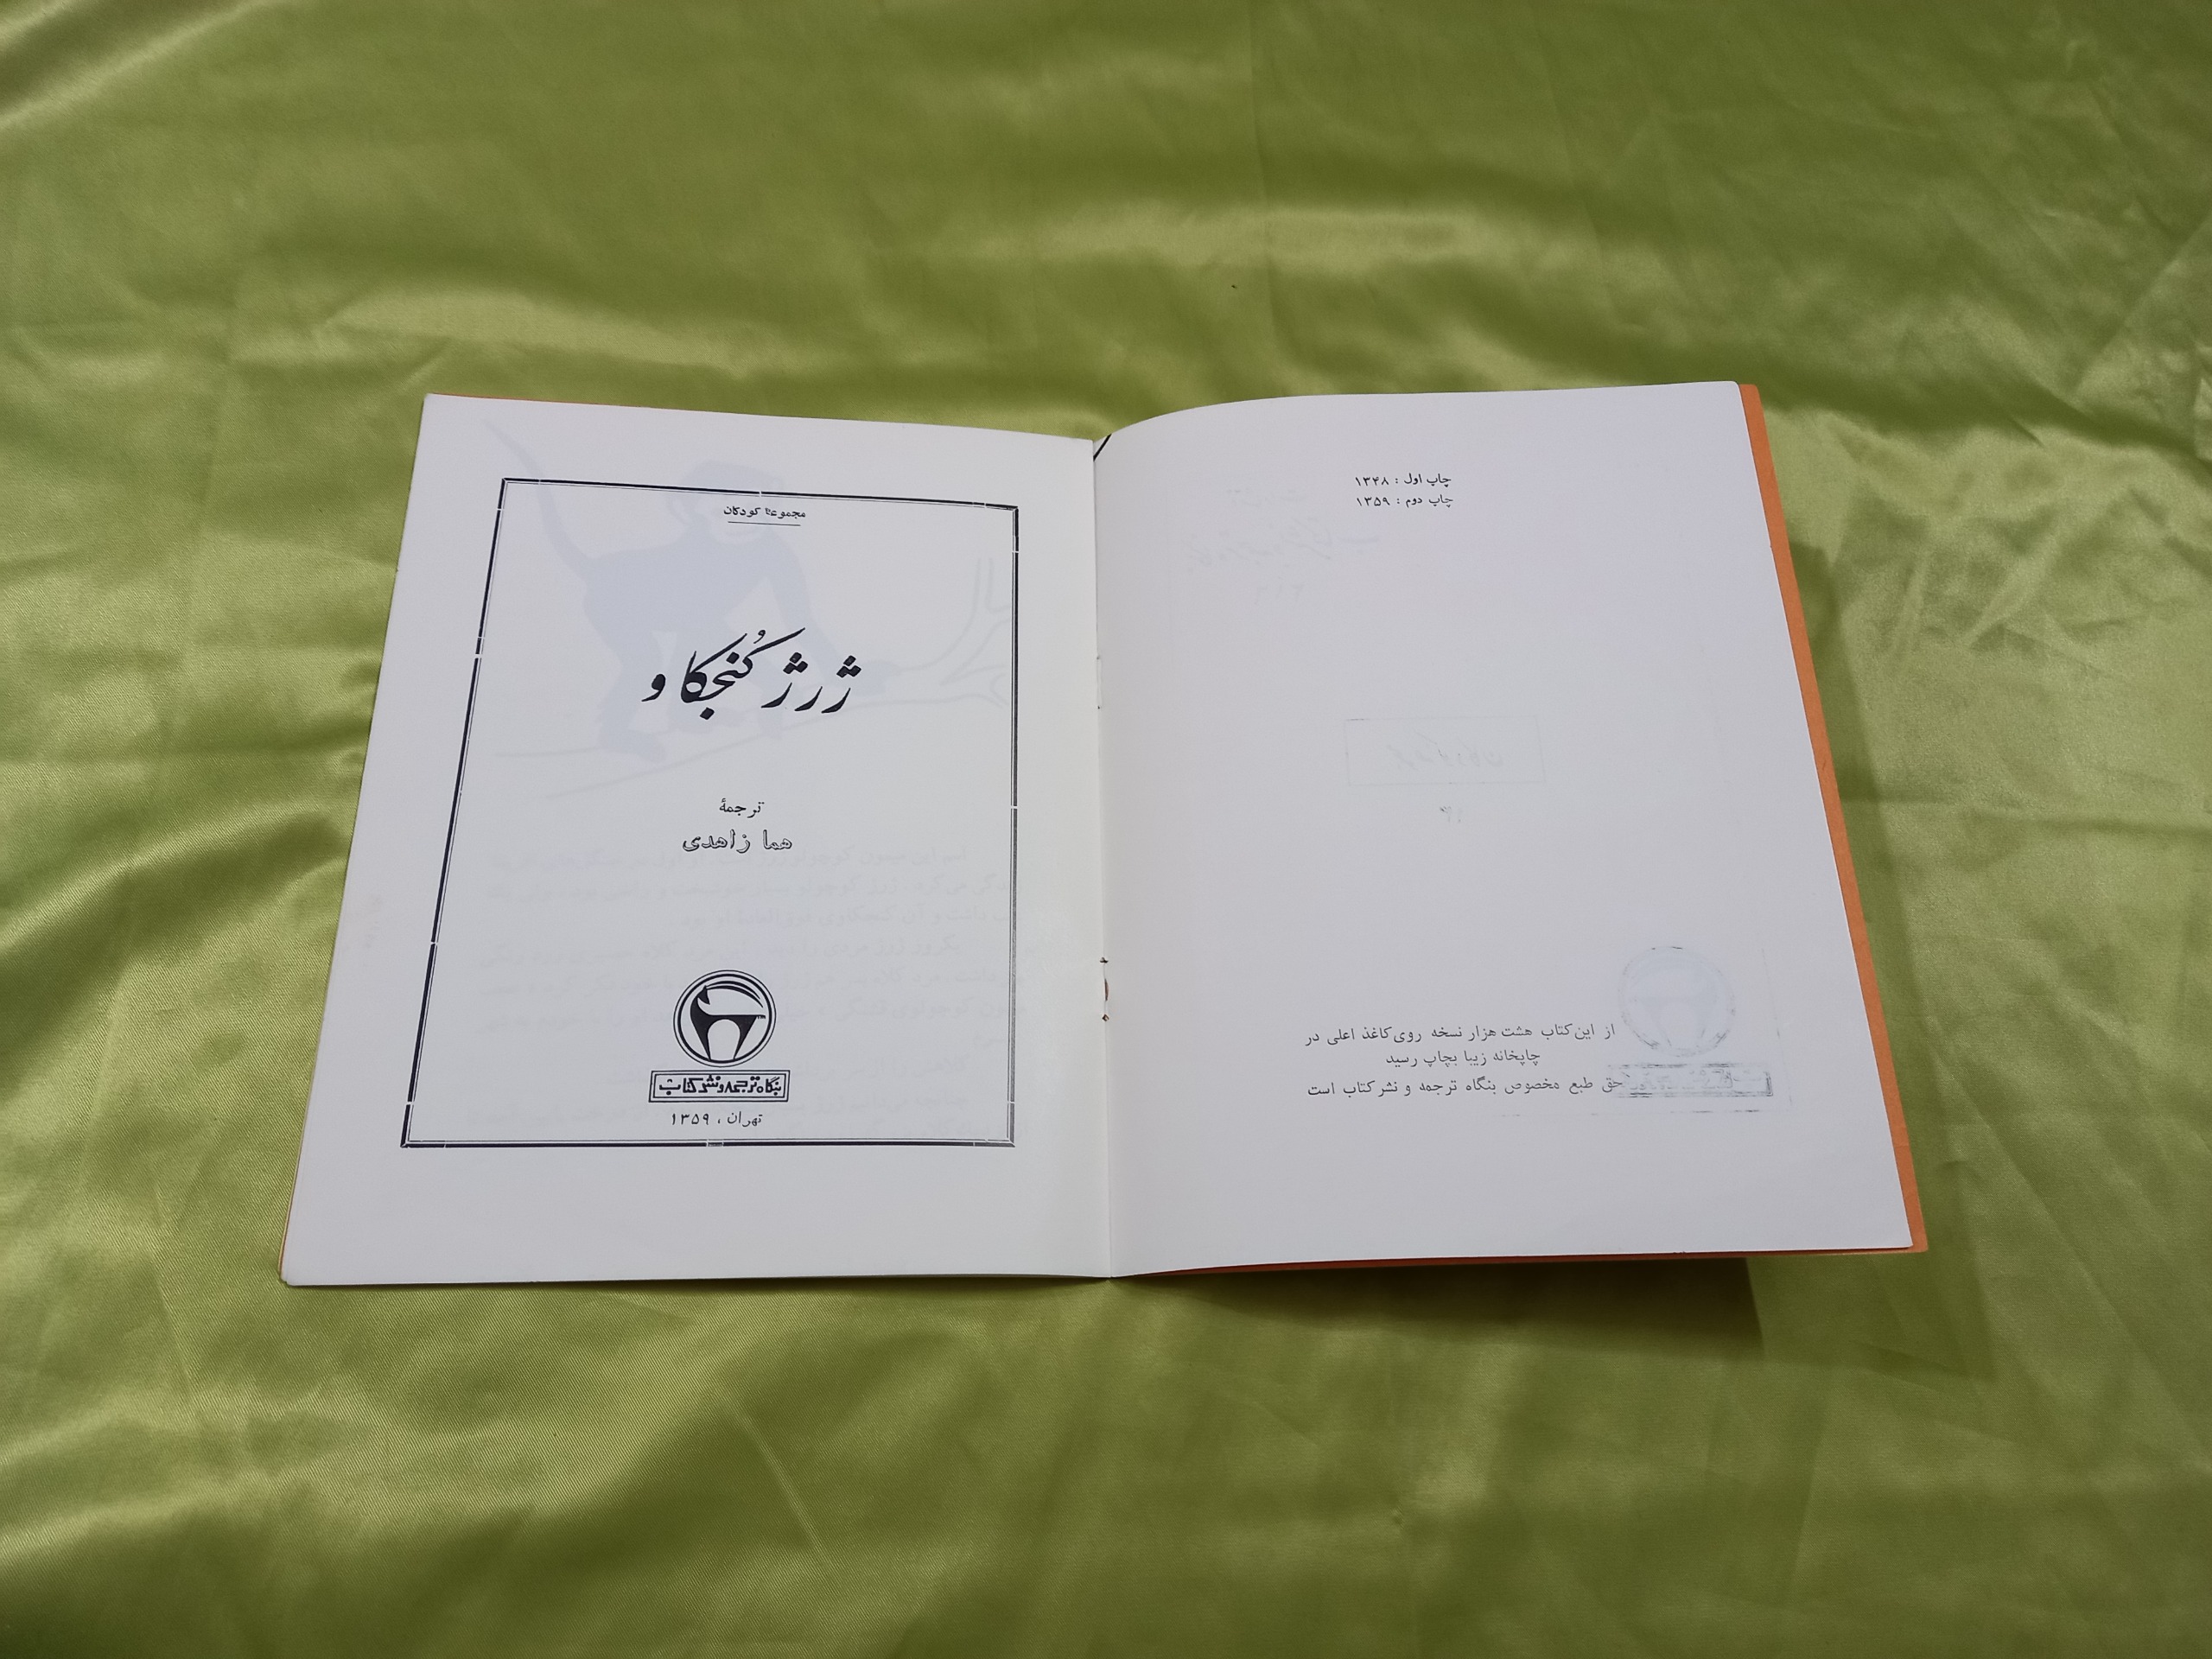 چاپ اول : ۱۳۴۸
چاپ دوم : ۱۳۵۹
از این کتاب هشت هزار نسخه روی کاغذ اعلی در
چاپخانه زیبا بچاپ رسید
حق طبع مخصوص بنگاه ترجمه و نشر کتاب است
مجموعهٔ کودکان
ژرژ کُنجکاو
ترجمهٔ
هما زاهدی
بنگاه ترجمه و نشر کتاب
تهران ، ۱۳۵۹